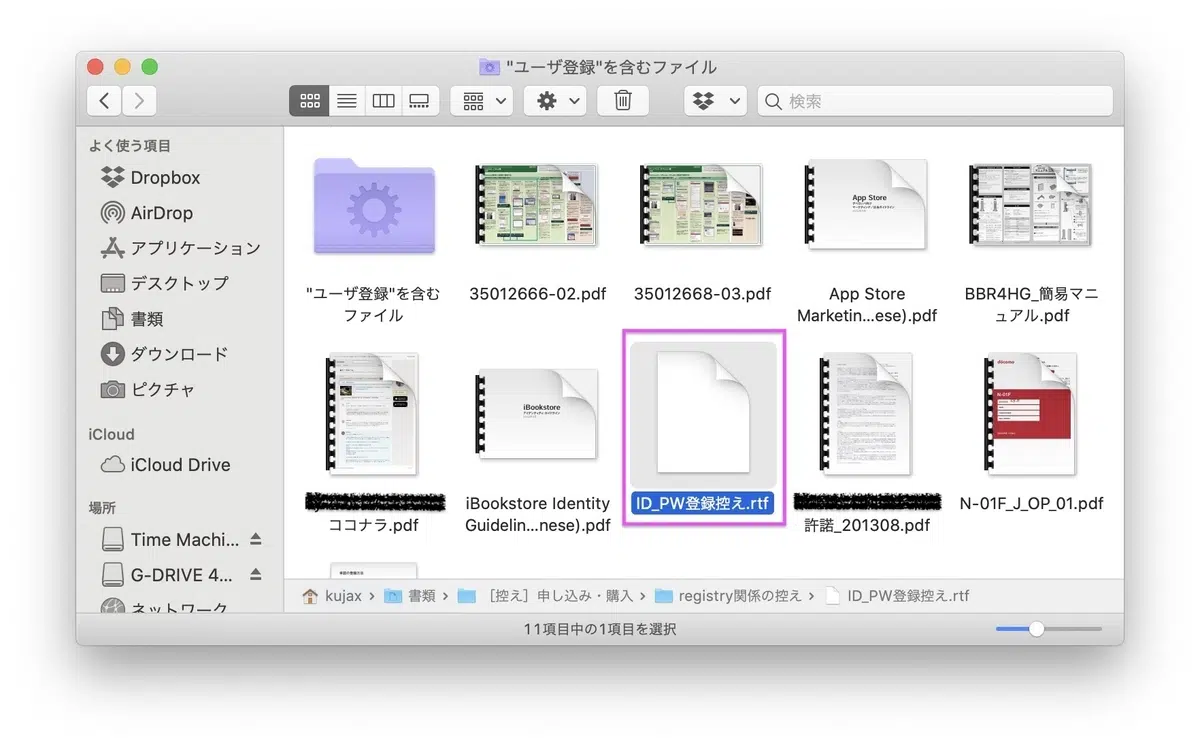 "ユーザ登録"を含むファイル
検索
よく使う項目
Dropbox
AirDrop
アプリケーション
デスクトップ
書類
ダウンロード
ピクチャ
iCloud
iCloud Drive
場所
Time Machi...
G-DRIVE 4...
ネットワーク
"ユーザ登録"を含む
ファイル
35012666-02.pdf
35012668-03.pdf
App Store
App Store
Marketin...ese).pdf
BBR4HG_簡易マニ
ュアル.pdf
ココナラ.pdf
iBookstore
iBookstore Identity
Guidelin...nese).pdf
ID_PW登録控え.rtf
許諾_201308.pdf
docomo
N-01F
N-01F_J_OP_01.pdf
kujax › 書類 › [控え] 申し込み・購入 › registry関係の控え › ID_PW登録控え.rtf
11項目中の1項目を選択